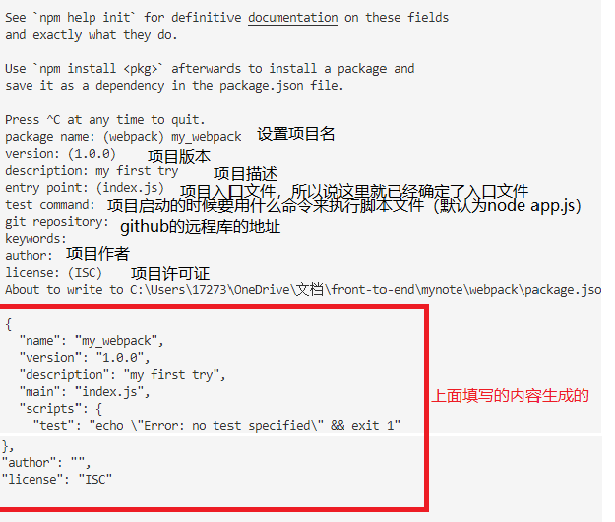 See `npm help init` for definitive documentation on these fields
and exactly what they do.
Use `npm install <pkg>` afterwards to install a package and
save it as a dependency in the package.json file.
Press ^C at any time to quit.
package name: (webpack) my_webpack 设置项目名
version: (1.0.0) 项目版本
description: my first try 项目描述
entry point: (index.js) 项目入口文件，所以说这里就已经确定了入口文件
test command: 项目启动的时候要用什么命令来执行脚本文件（默认为node app.js）
git repository: github的远程库的地址
keywords:
author: 项目作者
license: (ISC) 项目许可证
About to write to C:\Users\17273\OneDrive\文档\front-to-end\mynote\webpack\package.jso
{
"name": "my_webpack",
"version": "1.0.0",
"description": "my first try",
"main": "index.js", 上面填写的内容生成的
"scripts": {
"test": "echo \"Error: no test specified\" && exit 1"
},
"author": "",
"license": "ISC"